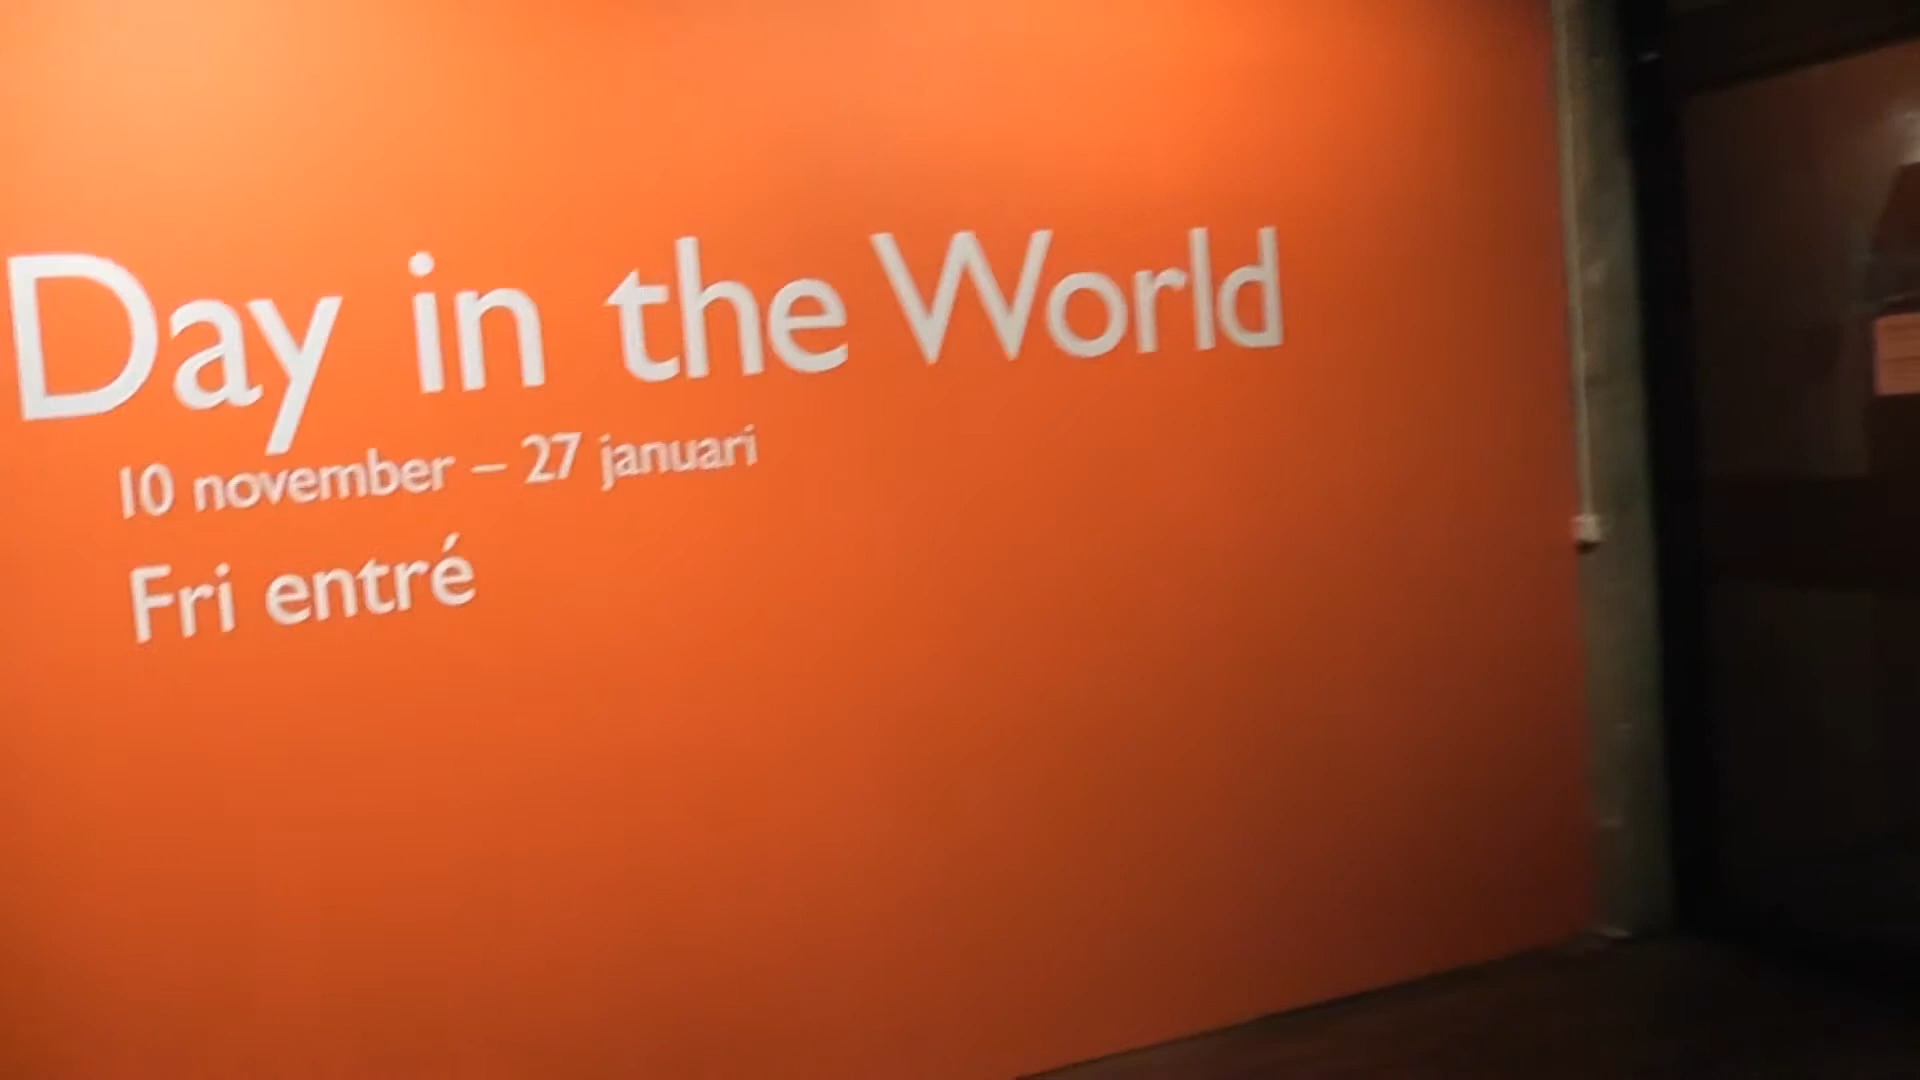 Day in the World
10 november – 27 januari
Fri entré